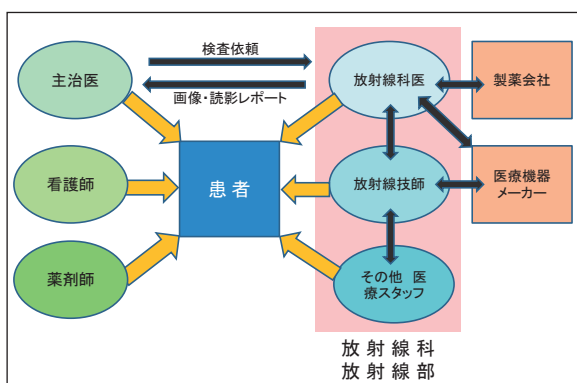 検査依頼
主治医
画像・読影レポート
放射線科医
製薬会社
看護師
患者
放射線技師
医療機器
メーカー
薬剤師
その他 医
療スタッフ
放射線科
放射線部